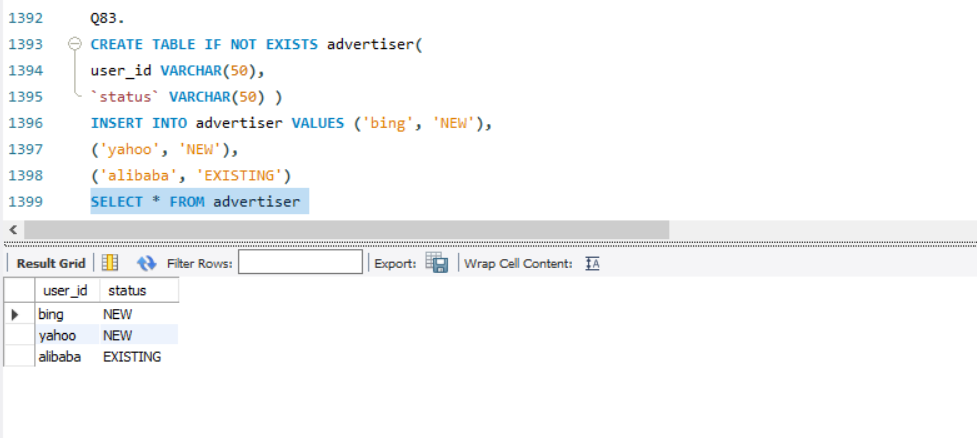 1392 Q83.
1393 CREATE TABLE IF NOT EXISTS advertiser(
1394 user_id VARCHAR(50),
1395 `status` VARCHAR(50) )
1396 INSERT INTO advertiser VALUES ('bing', 'NEW'),
1397 ('yahoo', 'NEW'),
1398 ('alibaba', 'EXISTING')
1399 SELECT * FROM advertiser
Result Grid Filter Rows: Export: Wrap Cell Content:
user_id status
bing NEW
yahoo NEW
alibaba EXISTING